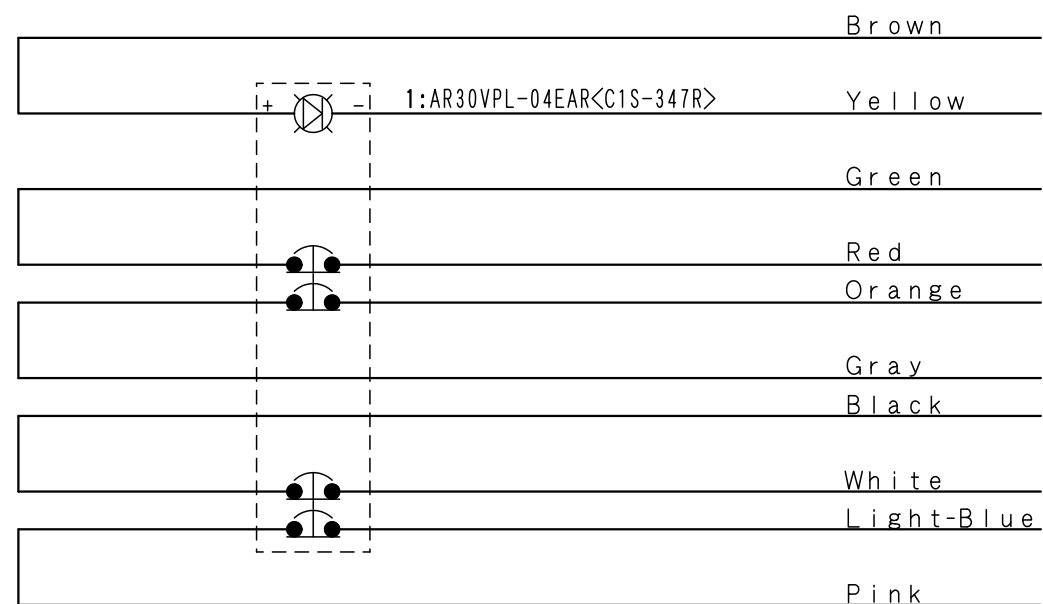 Brown
+ - 1:AR30VPL-04EAR<C1S-347R>
Yellow
Green
Red
Orange
Gray
Black
White
Light-Blue
Pink